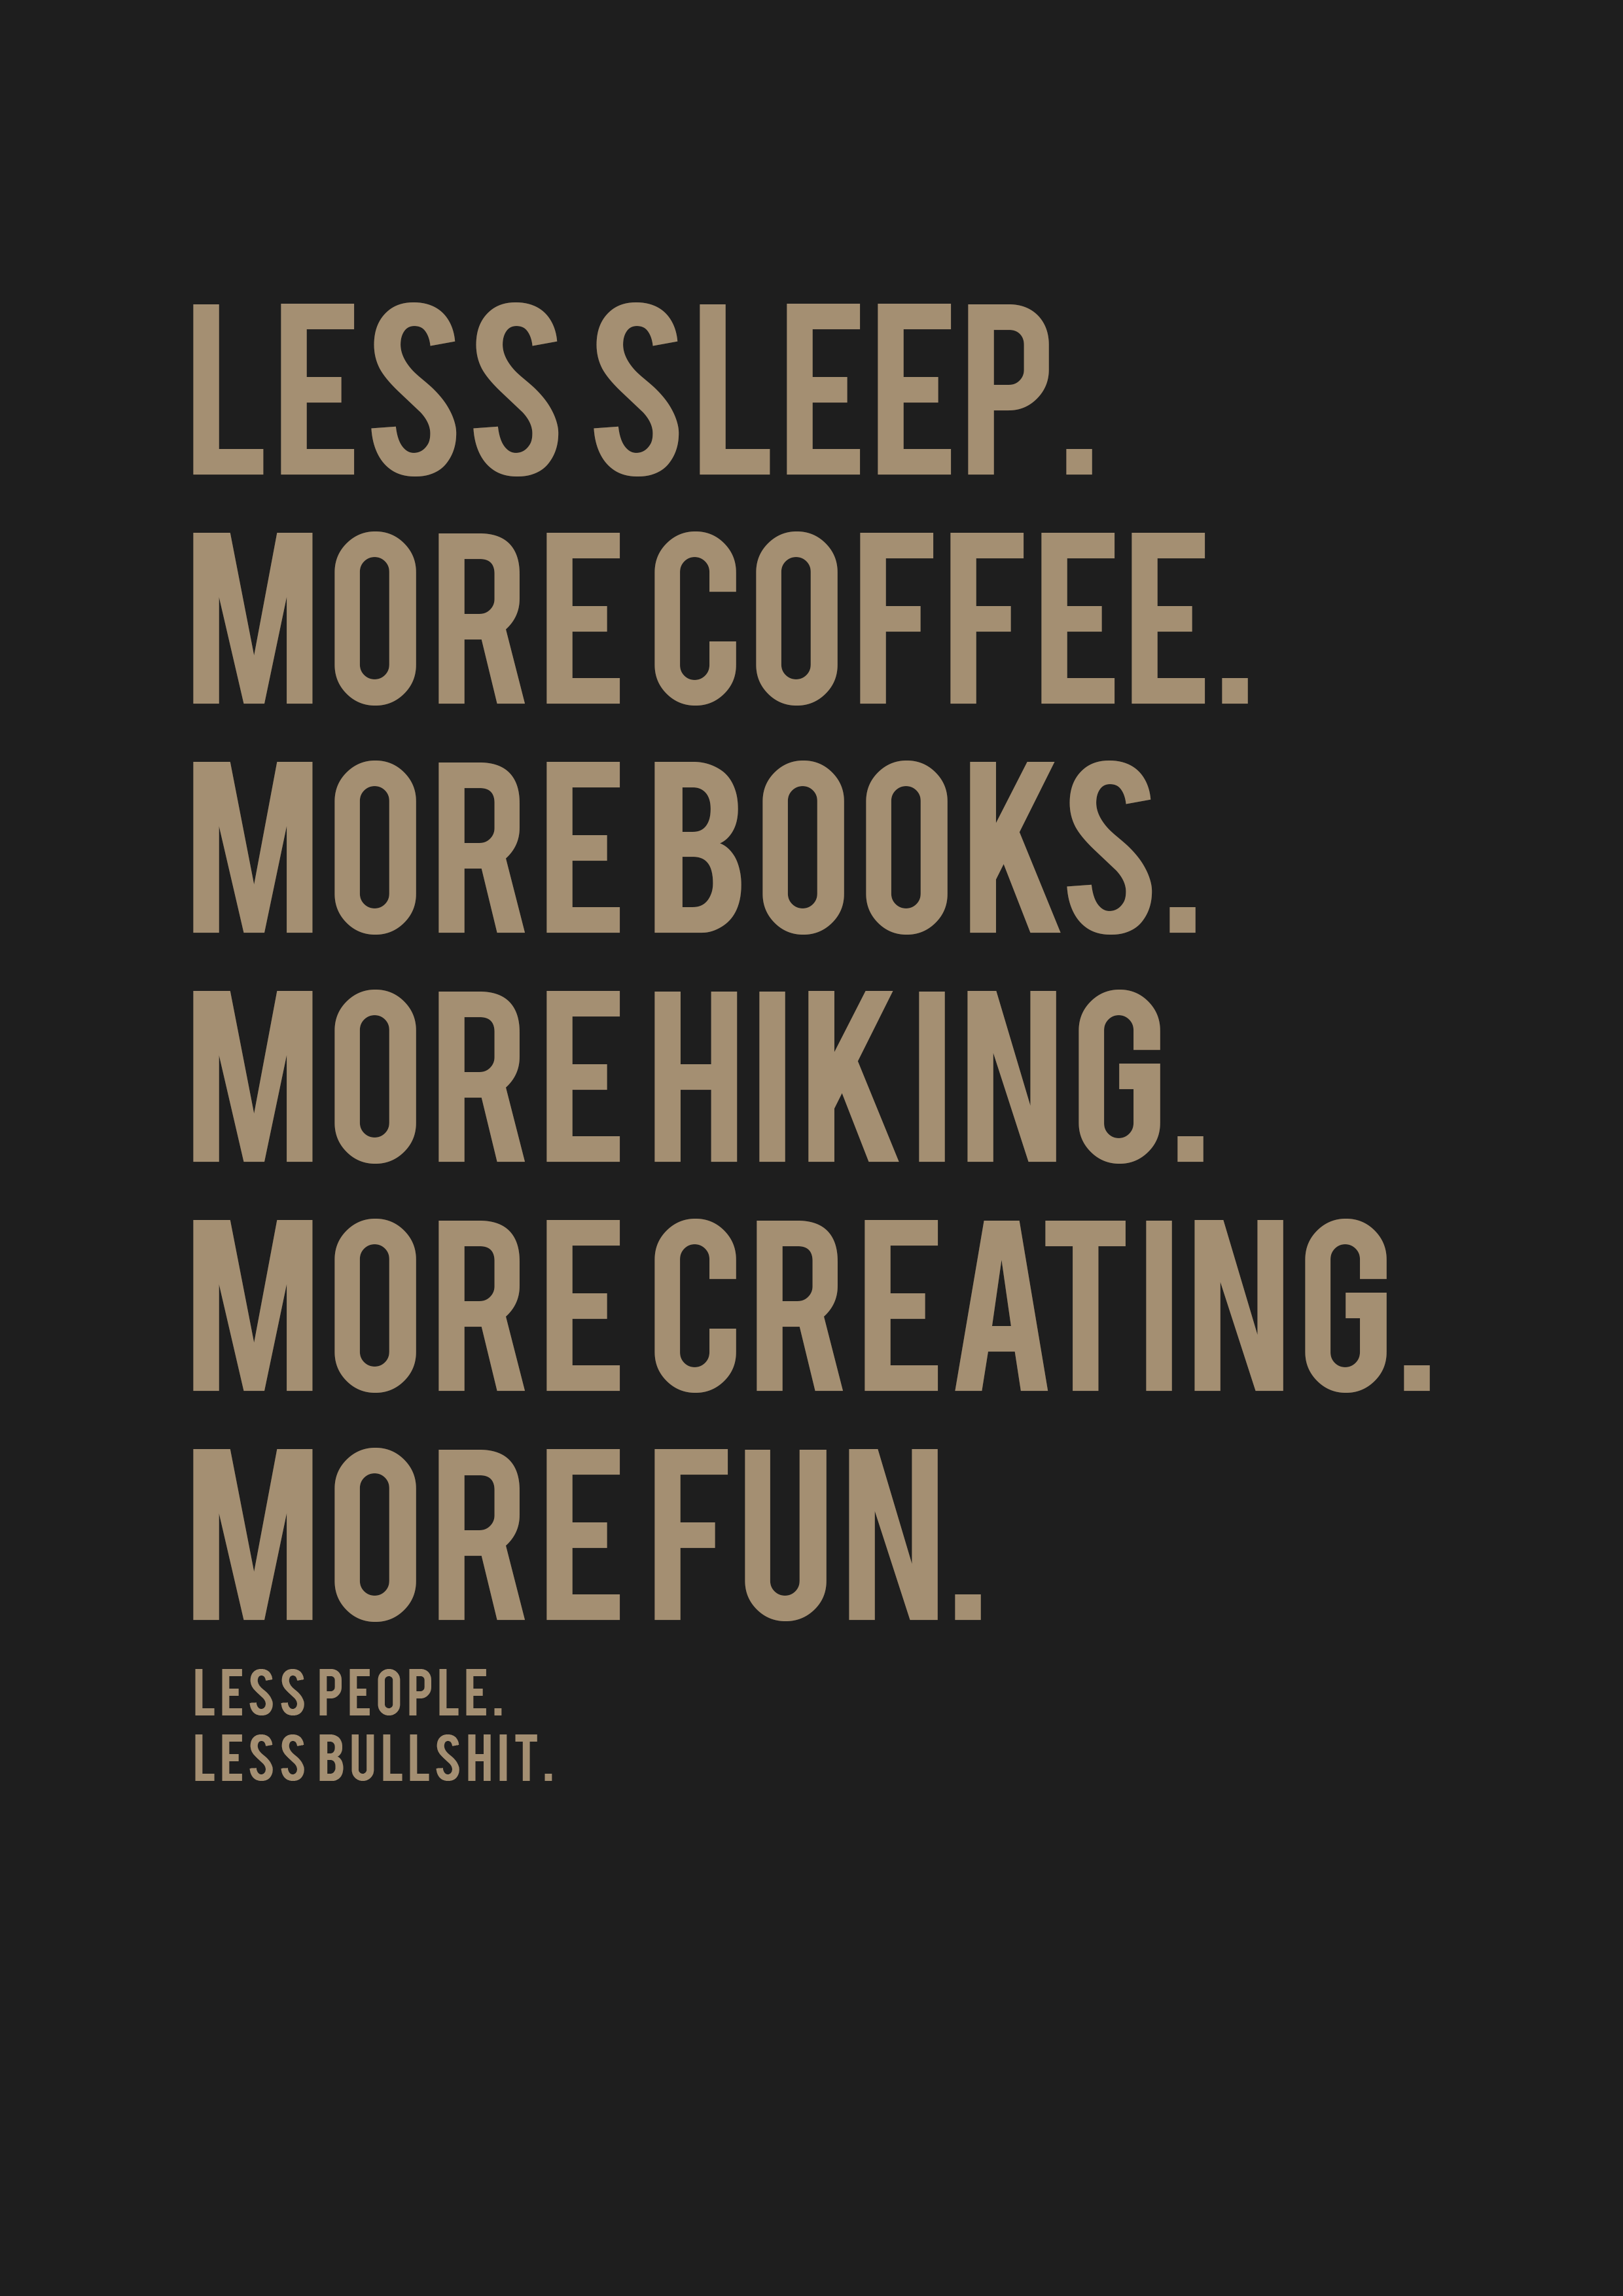 LESS SLEEP.
MORE COFFEE.
MORE BOOKS.
MORE HIKING.
MORE CREATING.
MORE FUN.
LESS PEOPLE.
LESS BULLSHIT.